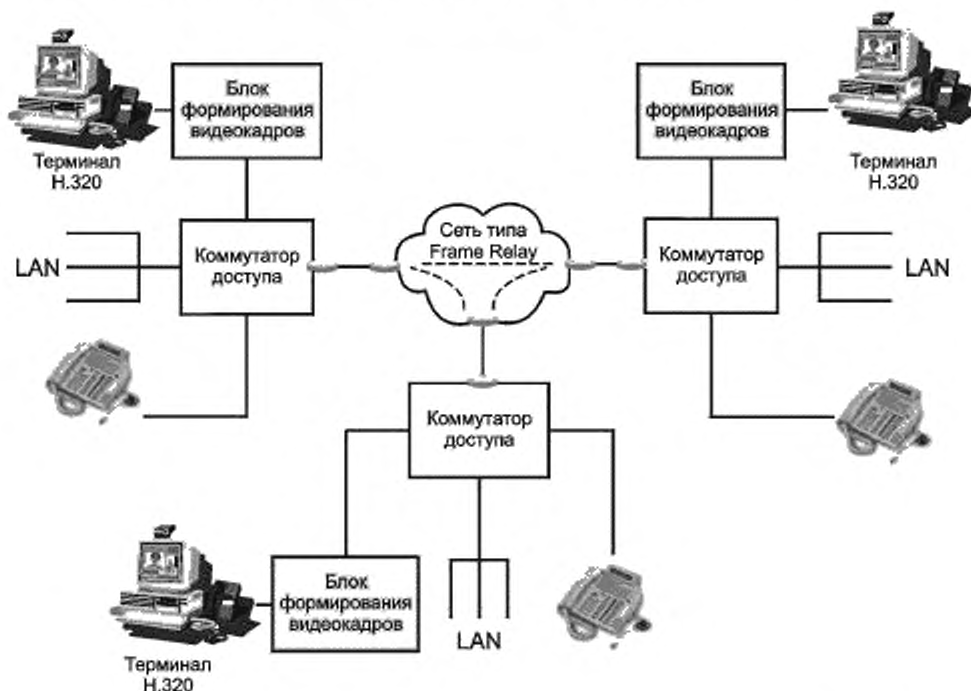 Блок
формирования
видеокадров
Терминал
H.320
Блок
формирования
видеокадров
Терминал
H.320
LAN
Коммутатор
доступа
Сеть типа
Frame Relay
Коммутатор
доступа
LAN
Коммутатор
доступа
Блок
формирования
видеокадров
Терминал
H.320
LAN